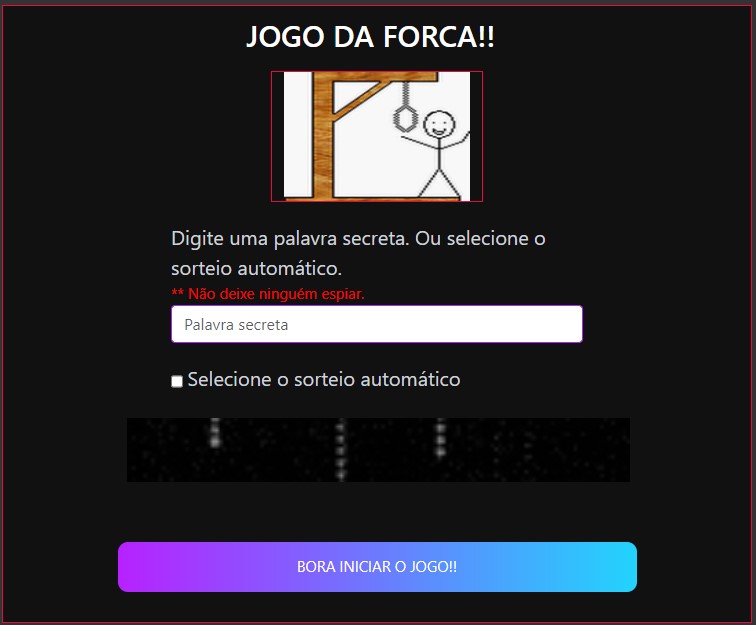 JOGO DA FORCA!!
Digite uma palavra secreta. Ou selecione o
sorteio automático.
** Não deixe ninguém espiar.
Palavra secreta
Selecione o sorteio automático
BORA INICIAR O JOGO!!